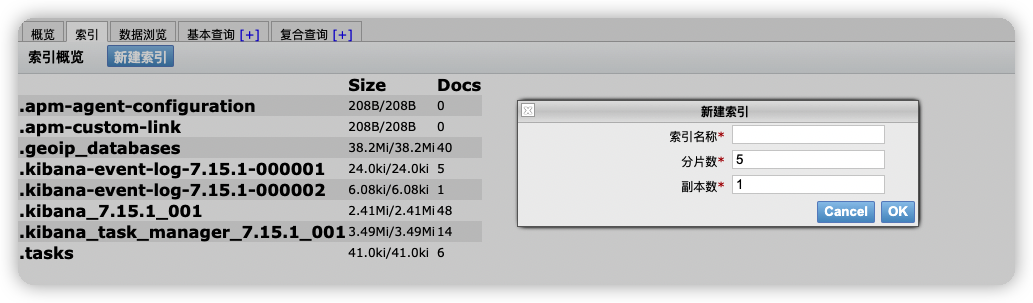 概览 索引 数据浏览 基本查询 [+] 复合查询 [+]
索引概览 新建索引
Size Docs
.apm-agent-configuration 208B/208B 0
.apm-custom-link 208B/208B 0
.geoip_databases 38.2Mi/38.2Mi 40
.kibana-event-log-7.15.1-000001 24.0ki/24.0ki 5
.kibana-event-log-7.15.1-000002 6.08ki/6.08ki 1
.kibana_7.15.1_001 2.41Mi/2.41Mi 48
.kibana_task_manager_7.15.1_001 3.49Mi/3.49Mi 14
.tasks 41.0ki/41.0ki 6
新建索引
索引名称*
分片数* 5
副本数* 1
Cancel OK